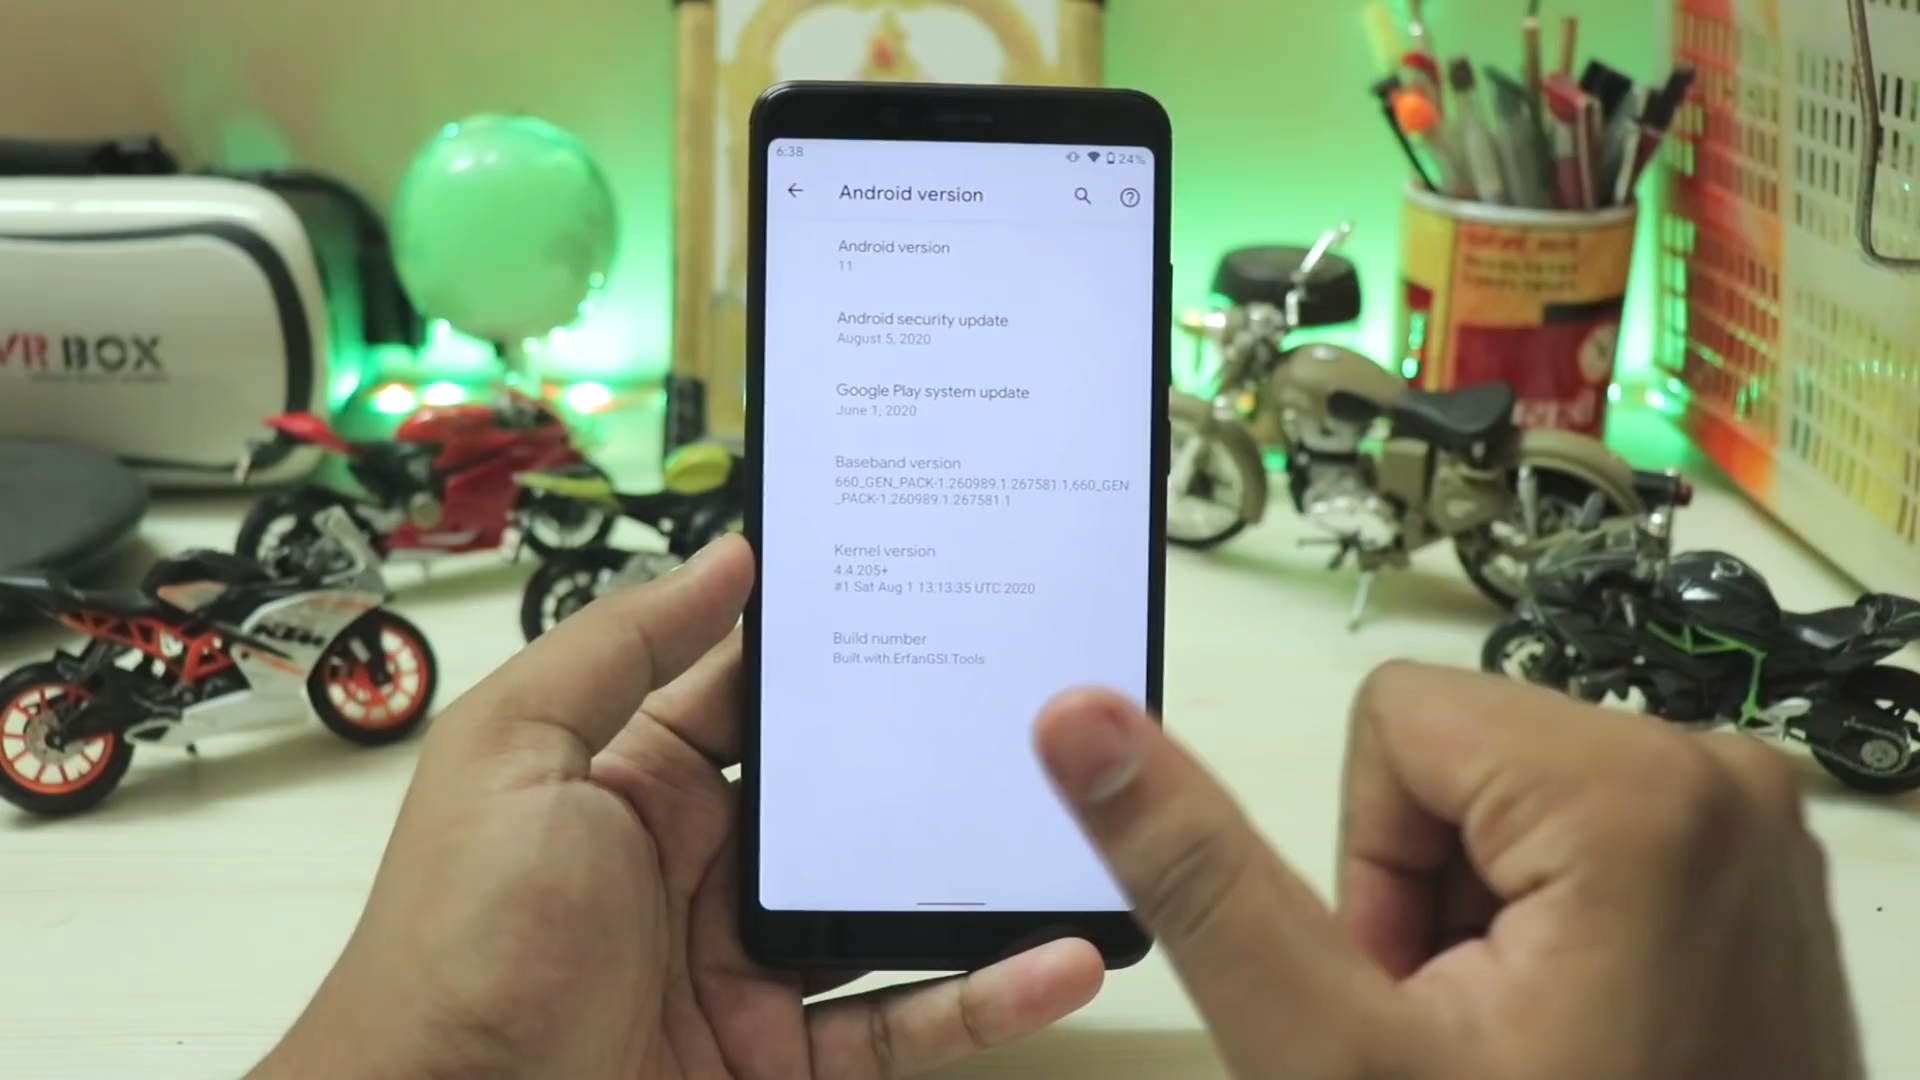 6:38
24%
Android version
Android version
11
Android security update
August 5, 2020
Google Play system update
June 1, 2020
Baseband version
660_GEN_PACK-1.260989.1.267581.1,660_GEN
_PACK-1.260989.1.267581.1
Kernel version
4.4.205+
#1 Sat Aug 1 13:13:35 UTC 2020
Build number
Built with ErfanGSI Tools
VR BOX
KTM